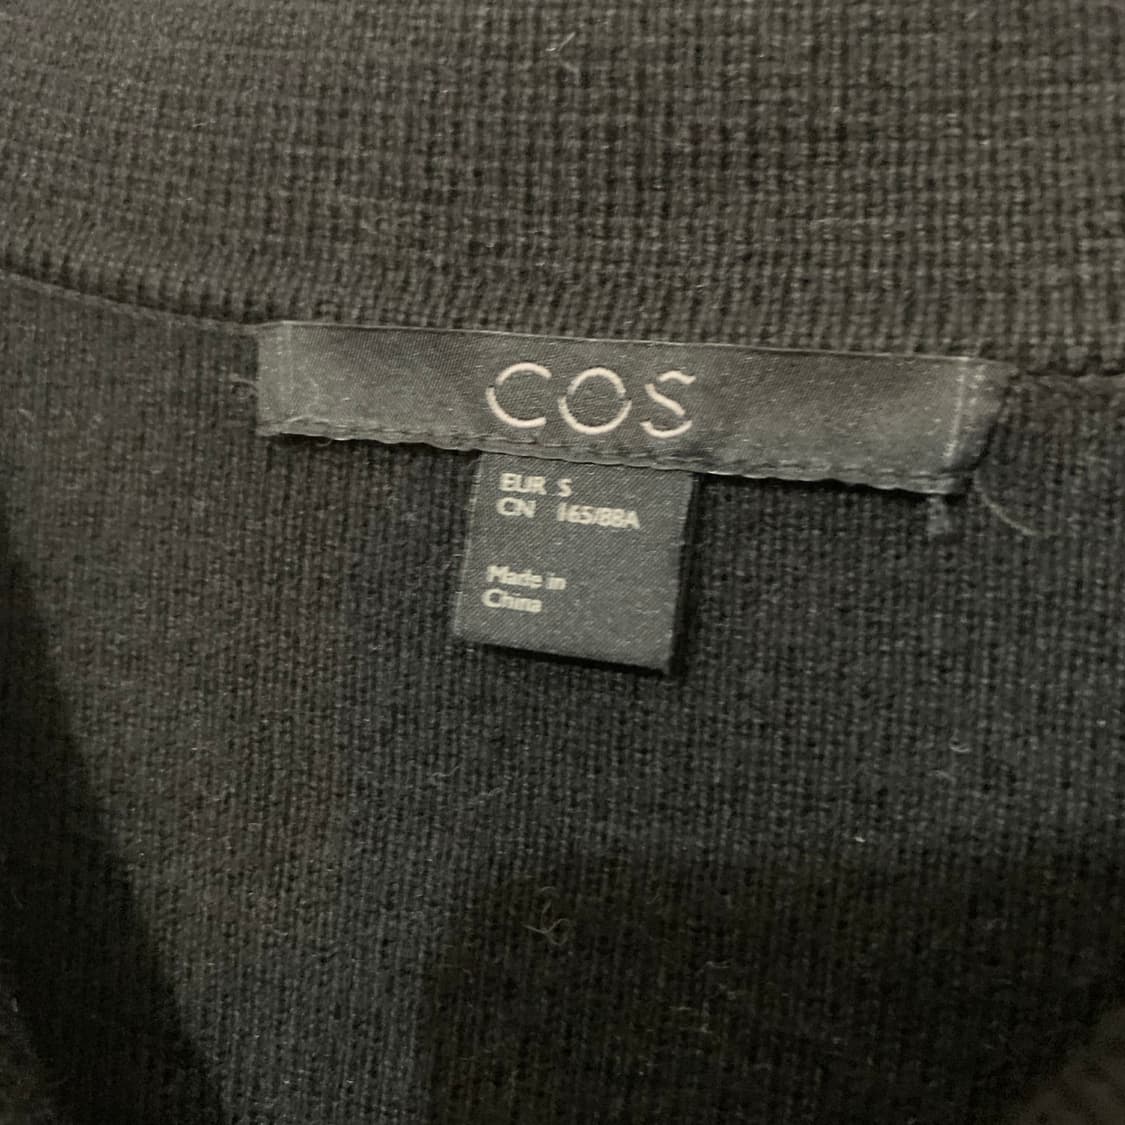 COS
EUR S
CN 165/88A
Made in
China